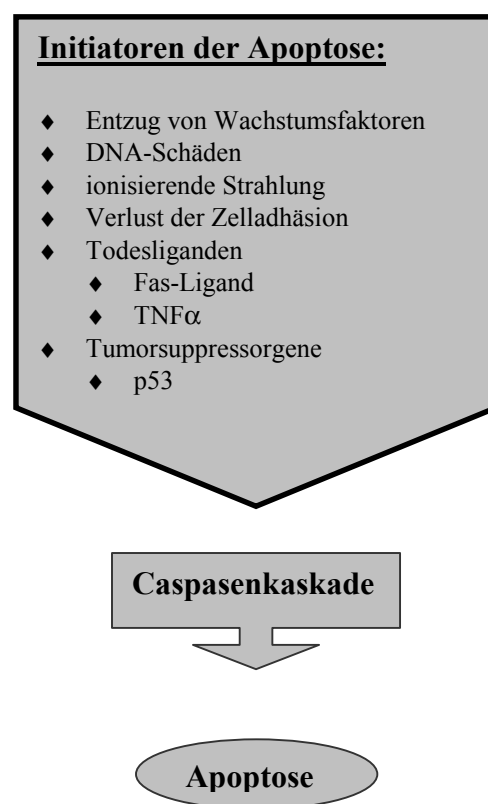 Initiatoren der Apoptose:
♦ Entzug von Wachstumsfaktoren
♦ DNA-Schäden
♦ ionisierende Strahlung
♦ Verlust der Zelladhäsion
♦ Todesliganden
♦ Fas-Ligand
♦ TNFα
♦ Tumorsuppressorgene
♦ p53
Caspasenkaskade
Apoptose